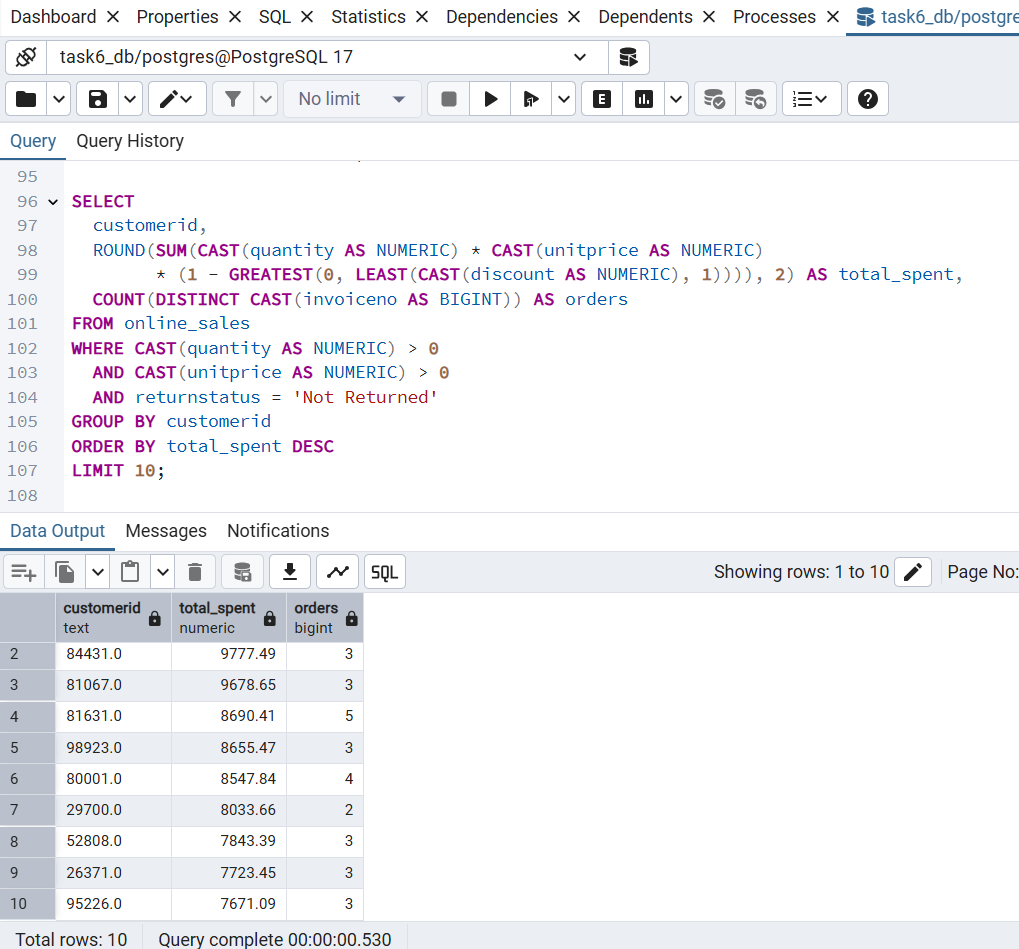 Dashboard × Properties × SQL × Statistics × Dependencies × Dependents × Processes × task6_db/postgre
task6_db/postgres@PostgreSQL 17
No limit
E
Query Query History
95
96 SELECT
97 customerid,
98 ROUND(SUM(CAST(quantity AS NUMERIC) * CAST(unitprice AS NUMERIC)
99 * (1 - GREATEST(0, LEAST(CAST(discount AS NUMERIC), 1)))), 2) AS total_spent,
100 COUNT(DISTINCT CAST(invoiceno AS BIGINT)) AS orders
101 FROM online_sales
102 WHERE CAST(quantity AS NUMERIC) > 0
103 AND CAST(unitprice AS NUMERIC) > 0
104 AND returnstatus = 'Not Returned'
105 GROUP BY customerid
106 ORDER BY total_spent DESC
107 LIMIT 10;
108
Data Output Messages Notifications
SQL Showing rows: 1 to 10 Page No:
customerid total_spent orders
text numeric bigint
2 84431.0 9777.49 3
3 81067.0 9678.65 3
4 81631.0 8690.41 5
5 98923.0 8655.47 3
6 80001.0 8547.84 4
7 29700.0 8033.66 2
8 52808.0 7843.39 3
9 26371.0 7723.45 3
10 95226.0 7671.09 3
Total rows: 10 Query complete 00:00:00.530